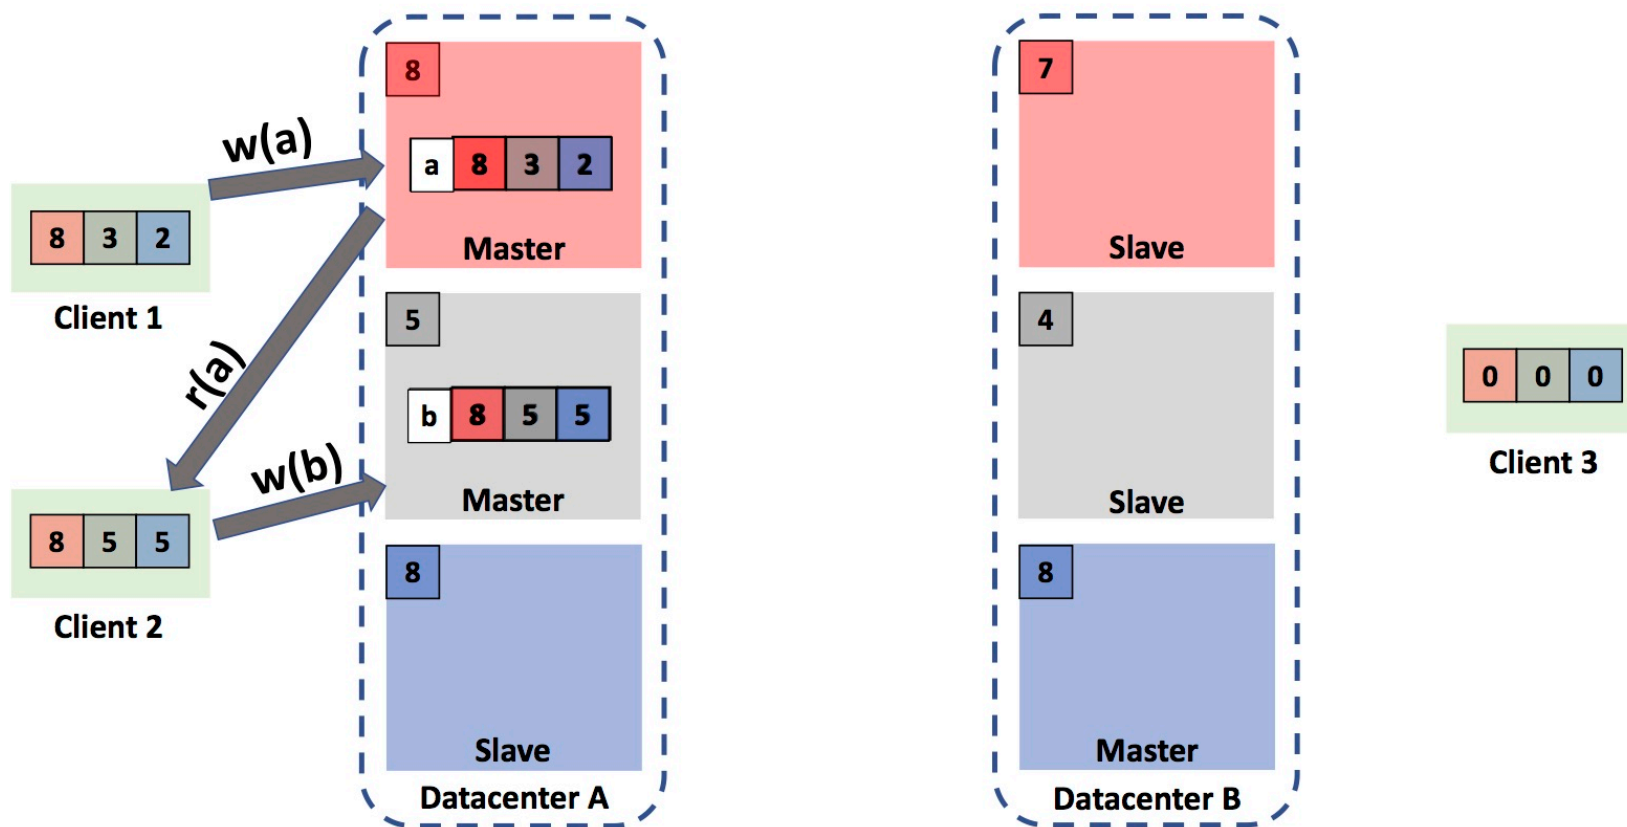 w(a)
8 3 2
Client 1
r(a)
8 5 5
Client 2
w(b)
8
a 8 3 2
Master
5
b 8 5 5
Master
8
Slave
Datacenter A
7
Slave
4
Slave
8
Master
Datacenter B
0 0 0
Client 3